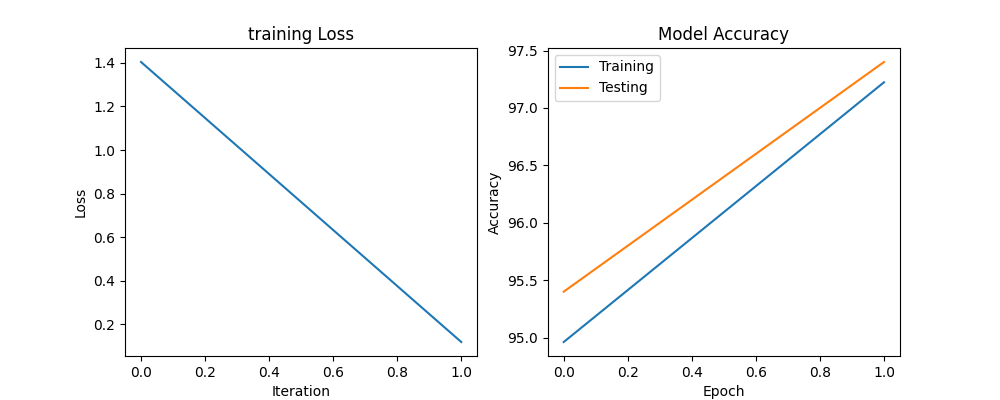 training Loss
Loss
1.4
1.2
1.0
0.8
0.6
0.4
0.2
0.0 0.2 0.4 0.6 0.8 1.0
Iteration
Model Accuracy
Accuracy
97.5
97.0
96.5
96.0
95.5
95.0
Training
Testing
0.0 0.2 0.4 0.6 0.8 1.0
Epoch